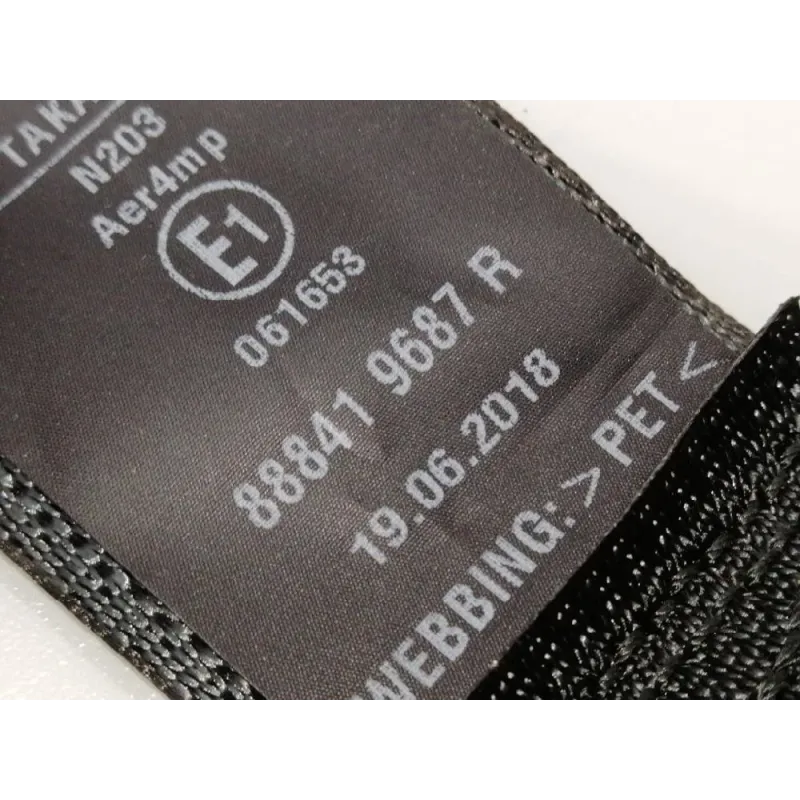 TAKA
N203
Aer4mp
E1
061653
88841 9687 R
19.06.2018
WEBBING: >PET<